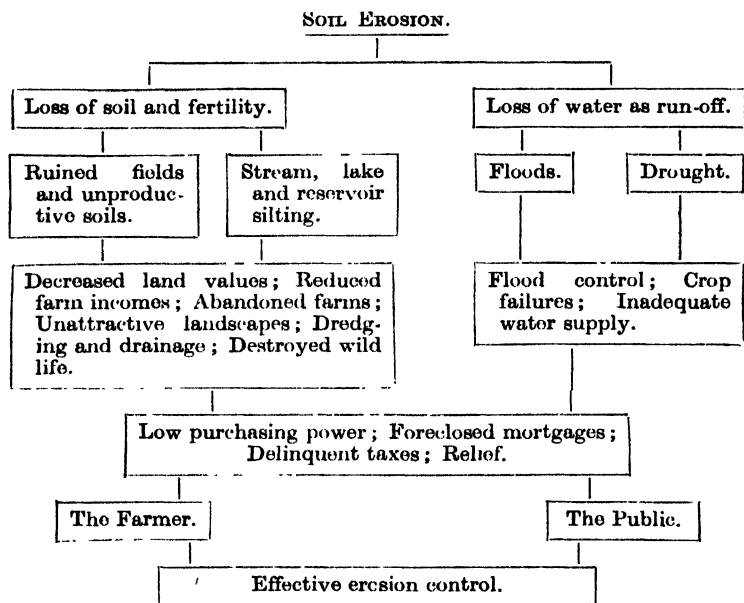 SOIL EROSION.
Loss of soil and fertility.
Loss of water as run-off.
Ruined fields
and unproduc-
tive soils.
Stream, lake
and reservoir
silting.
Floods.
Drought.
Decreased land values; Reduced
farm incomes; Abandoned farms;
Unattractive landscapes; Dredg-
ing and drainage; Destroyed wild
life.
Flood control; Crop
failures; Inadequate
water supply.
Low purchasing power; Foreclosed mortgages;
Delinquent taxes; Relief.
The Farmer.
The Public.
Effective erosion control.